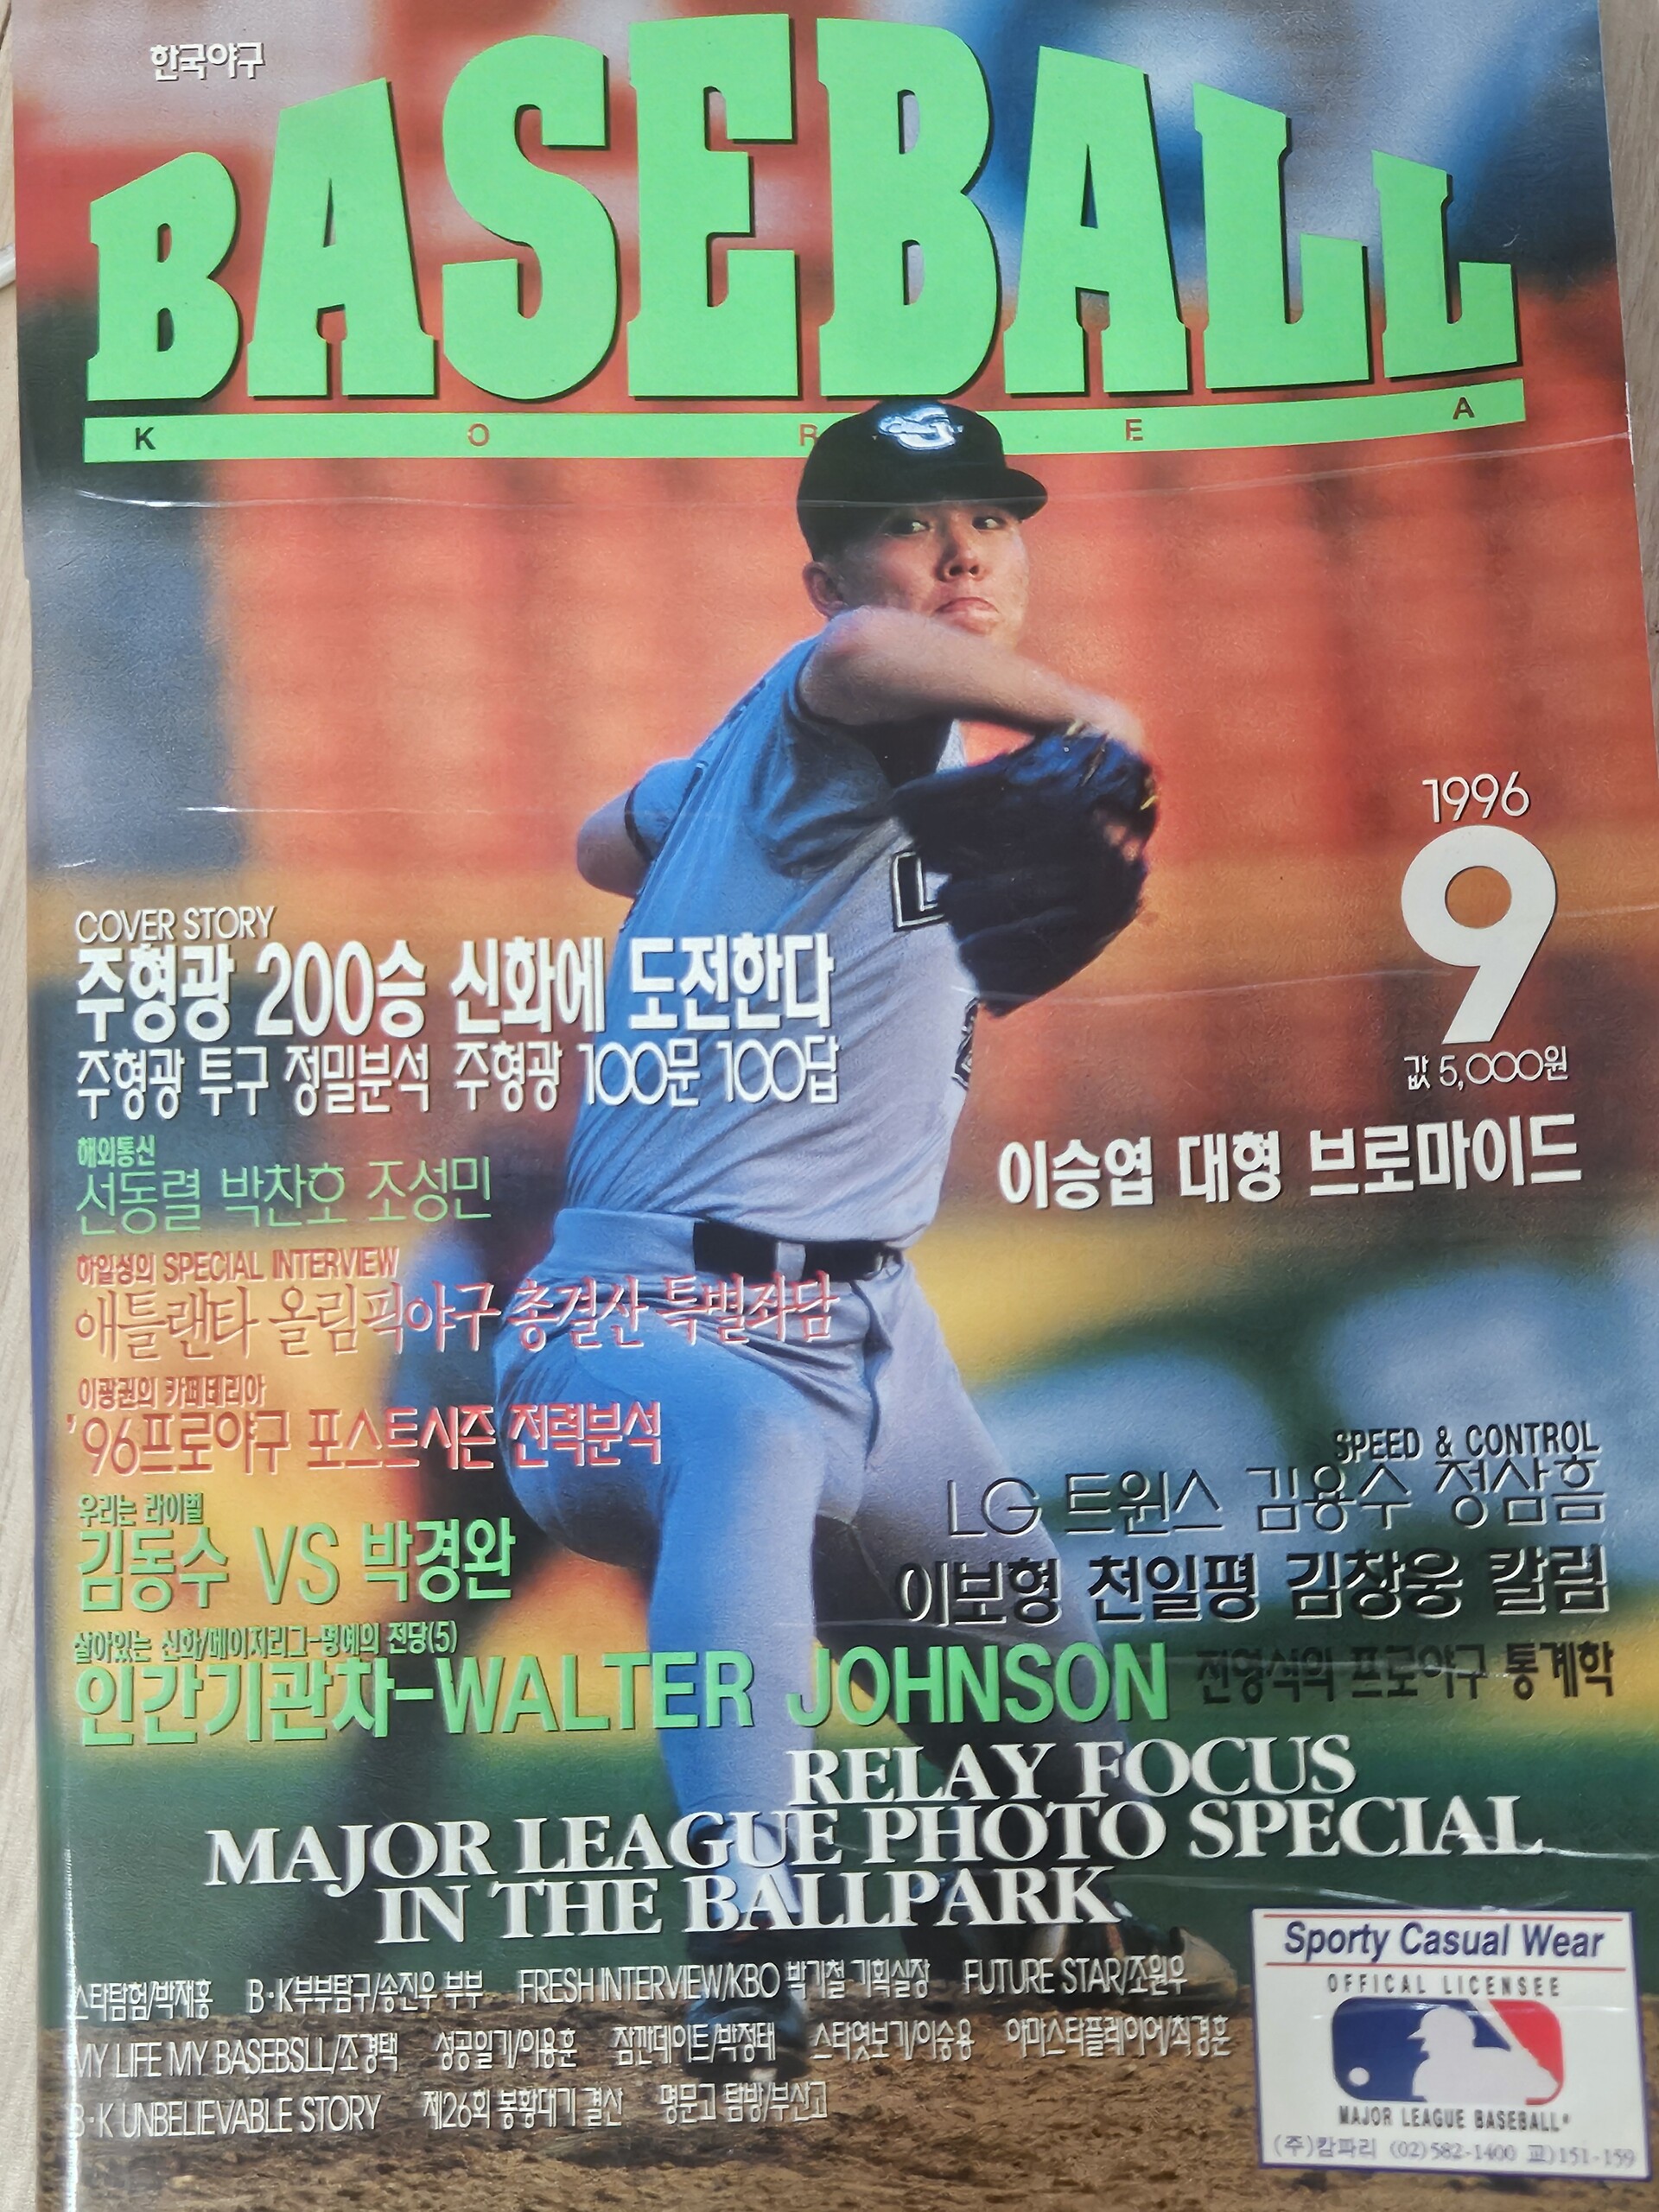 한국야구
BASEBALL
KOREA
1996
9
값 5,000원
COVER STORY
주형광 200승 신화에 도전한다
주형광 투구 정밀분석 주형광 100문 100답
해외통신
선동렬 박찬호 조성민
하일성의 SPECIAL INTERVIEW
애틀랜타 올림픽야구 총결산 특별좌담
이광권의 카페테리아
'96프로야구 포스트시즌 전력분석
우리는 라이벌
김동수 VS 박경완
살아있는 신화/메이저리그-명예의 전당(5)
인간기관차-WALTER JOHNSON
이승엽 대형 브로마이드
SPEED & CONTROL
LG 트윈스 김용수 정삼흠
이보형 천일평 김창웅 칼럼
전영식의 프로야구 통계학
RELAY FOCUS
MAJOR LEAGUE PHOTO SPECIAL
IN THE BALLPARK
스타탐험/박재홍 B·K부부탐구/송진우 부부 FRESH INTERVIEW/KBO 박기철 기획실장 FUTURE STAR/조원우
MY LIFE MY BASEBSLL/조경택 성공일기/이용훈 잠깐데이트/박정태 스타엿보기/이숭용 아마스타플레이어/최경훈
B·K UNBELIEVABLE STORY 제26회 봉황대기 결산 명문고 탐방/부산고
Sporty Casual Wear
OFFICAL LICENSEE
MAJOR LEAGUE BASEBALL®
(주)캄파리 (02)582-1400 교)151-159